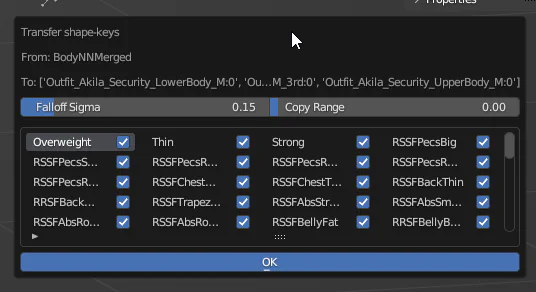 Properties
Transfer shape-keys
From: BodyNNMerged
To: ['Outfit_Akila_Security_LowerBody_M:0', 'Ou...M_3rd:0', 'Outfit_Akila_Security_UpperBody_M:0']
Falloff Sigma 0.15 Copy Range 0.00
Overweight Thin Strong RSSFPecsBig
RSSFPecsS... RSSFPecsR... RSSFPecsR... RSSFPecsR...
RSSFPecsR... RSSFChest... RSSFChestT... RSSFBackThin
RRSFBack... RSSFTrapez... RSSFAbsStr... RSSFAbsSm...
RSSFAbsRo... RSSFAbsRo... RSSFBellyFat RRSFBellyB...
OK